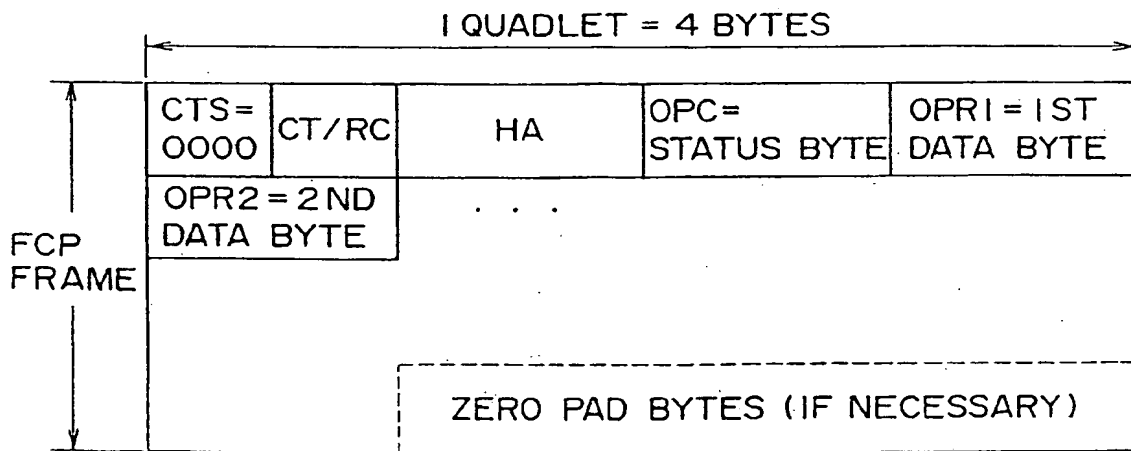 1 QUADLET = 4 BYTES
CTS=
0000
CT/RC
HA
OPC=
STATUS BYTE
OPR1=1ST
DATA BYTE
OPR2=2ND
DATA BYTE
. . .
FCP
FRAME
ZERO PAD BYTES (IF NECESSARY)